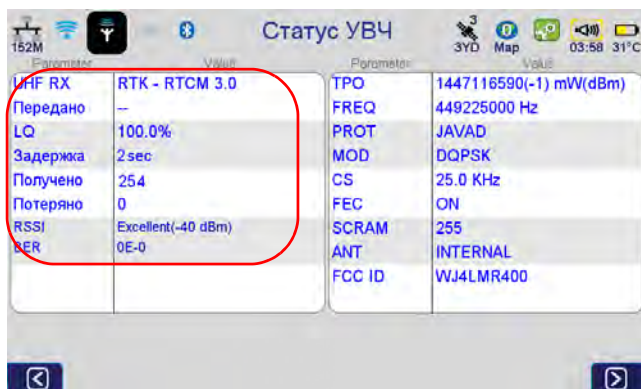 Статус УВЧ
152M
3
3YD
Map
03:58
31°C
Parameter
Value
Parameter
Value
UHF RX
RTK - RTCM 3.0
Передано
--
LQ
100.0%
Задержка
2 sec
Получено
254
Потеряно
0
RSSI
Excellent(-40 dBm)
BER
0E-0
TPO
1447116590(-1) mW(dBm)
FREQ
449225000 Hz
PROT
JAVAD
MOD
DQPSK
CS
25.0 KHz
FEC
ON
SCRAM
255
ANT
INTERNAL
FCC ID
WJ4LMR400